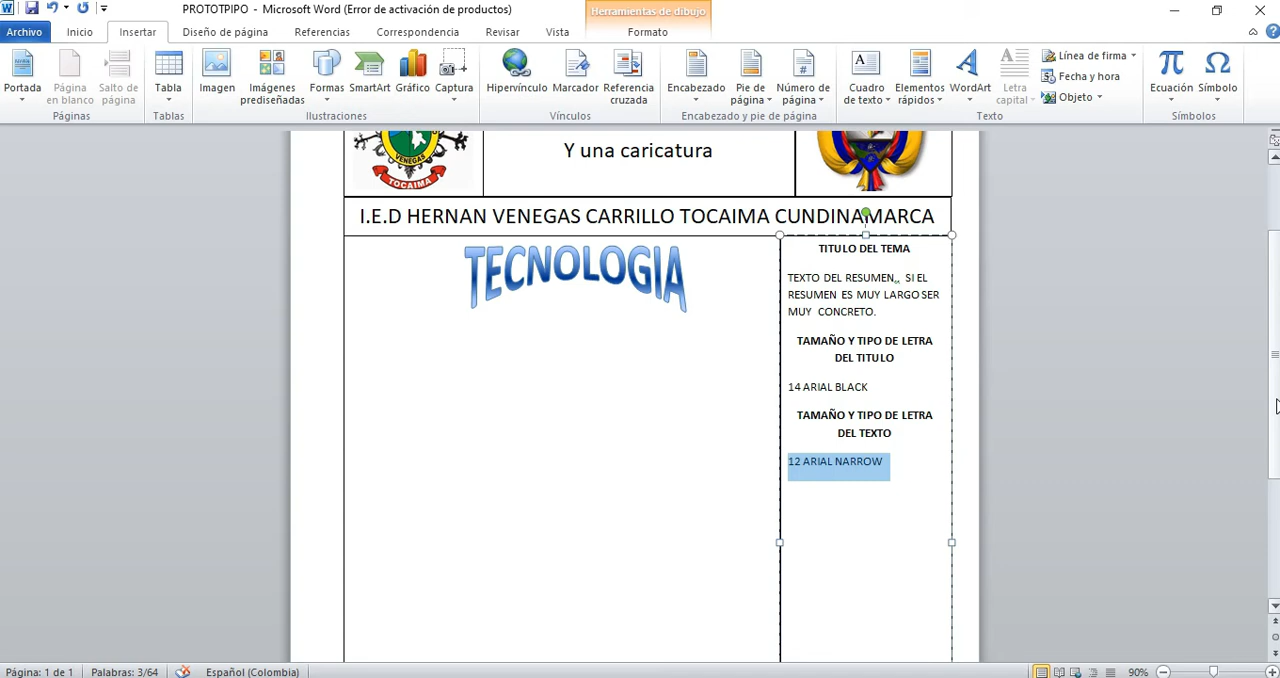 PROTOTPIPO - Microsoft Word (Error de activación de productos)
Herramientas de dibujo
Archivo Inicio Insertar Diseño de página Referencias Correspondencia Revisar Vista Formato
Portada
Página en blanco
Salto de página
Tabla
Imagen
Imágenes prediseñadas
Formas
SmartArt
Gráfico
Captura
Hipervínculo
Marcador
Referencia cruzada
Encabezado
Pie de página
Número de página
Cuadro de texto
Elementos rápidos
WordArt
Letra capital
Línea de firma
Fecha y hora
Objeto
Ecuación
Símbolo
Páginas Tablas Ilustraciones Vínculos Encabezado y pie de página Texto Símbolos
VENEGAS
TOCAIMA
Y una caricatura
I.E.D HERNAN VENEGAS CARRILLO TOCAIMA CUNDINAMARCA
TECNOLOGIA
TITULO DEL TEMA
TEXTO DEL RESUMEN, SI EL
RESUMEN ES MUY LARGO SER
MUY CONCRETO.
TAMAÑO Y TIPO DE LETRA
DEL TITULO
14 ARIAL BLACK
TAMAÑO Y TIPO DE LETRA
DEL TEXTO
12 ARIAL NARROW
Página: 1 de 1 Palabras: 3/64 Español (Colombia) 90%